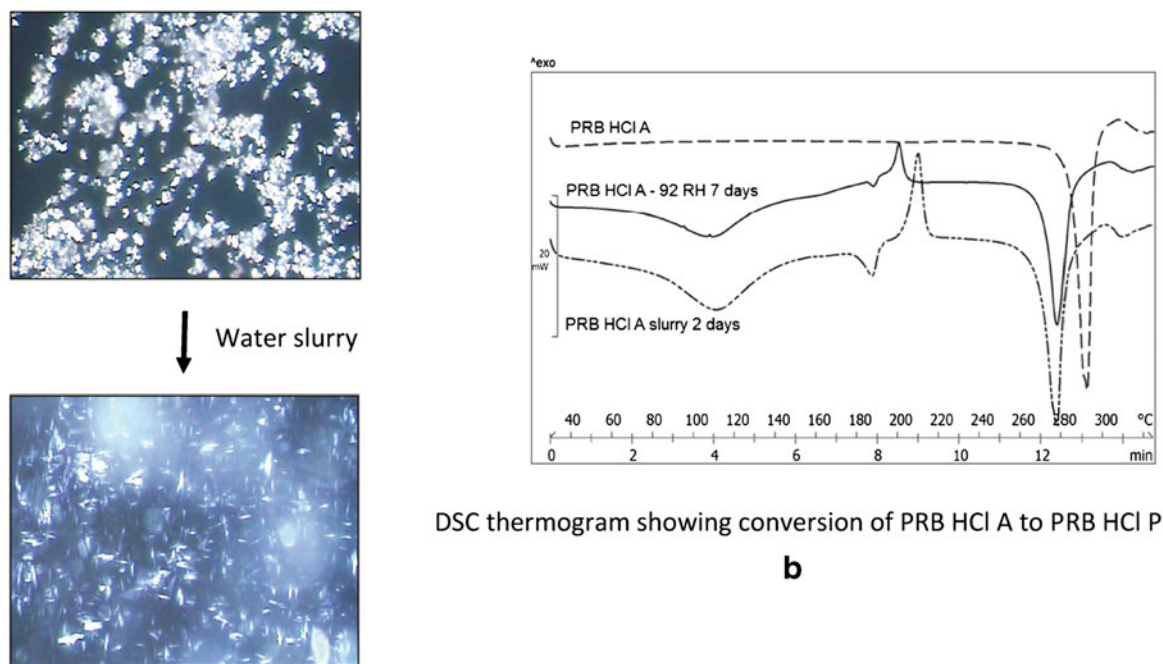 Water slurry
^exo
PRB HCl A
PRB HCl A - 92 RH 7 days
20
mW
PRB HCl A slurry 2 days
40 60 80 100 120 140 160 180 200 220 240 260 280 300 °C
0 2 4 6 8 10 12 min
DSC thermogram showing conversion of PRB HCl A to PRB HCl P
b